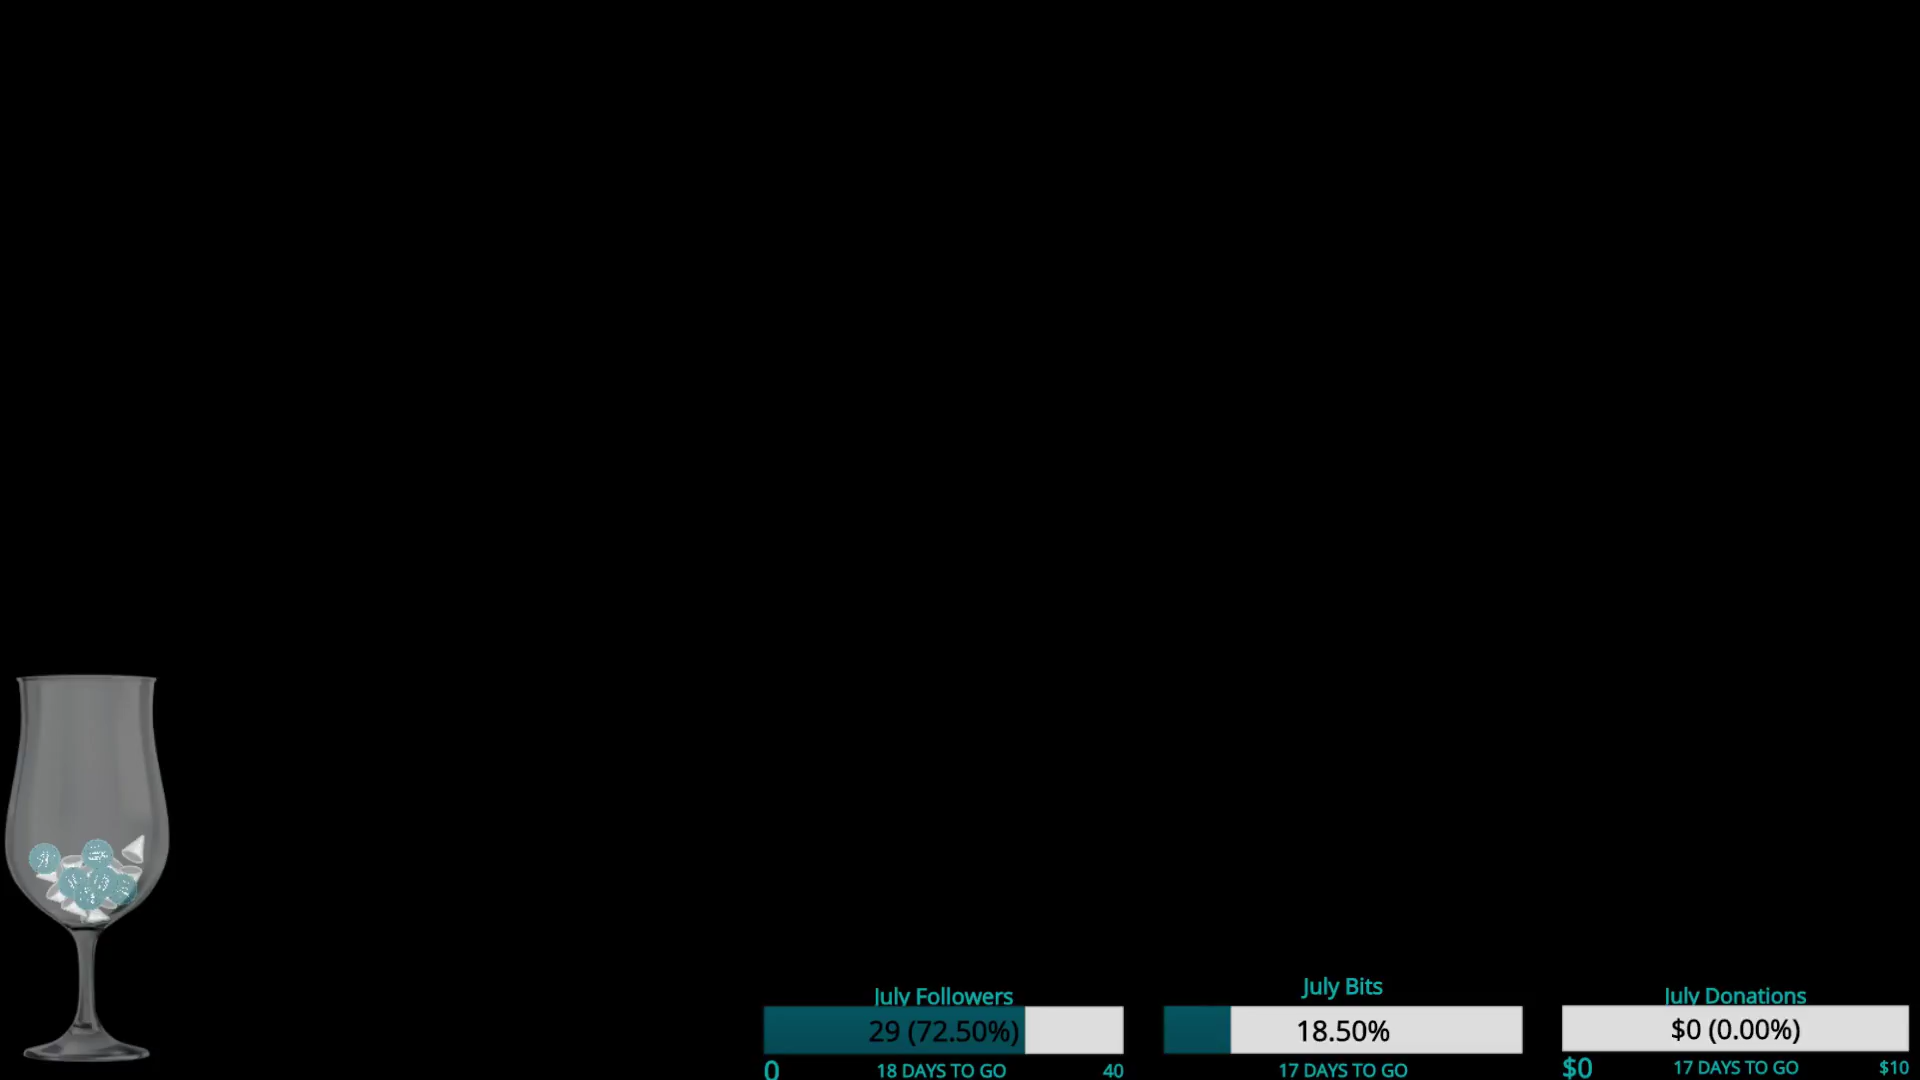 July Followers
29 (72.50%)
0 18 DAYS TO GO 40
July Bits
18.50%
17 DAYS TO GO
July Donations
$0 (0.00%)
$0 17 DAYS TO GO $10